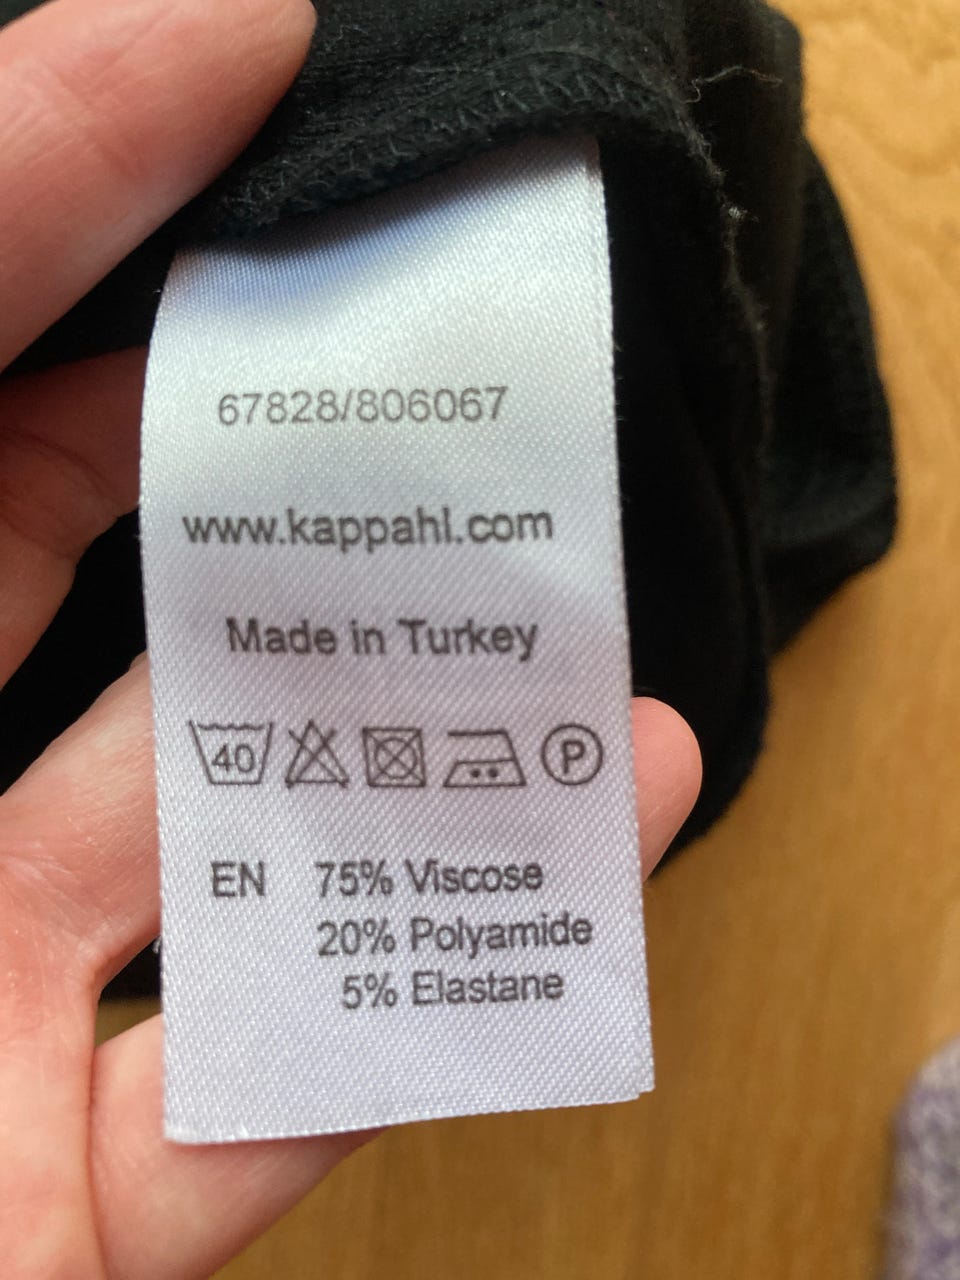 67828/806067
www.kappahl.com
Made in Turkey
40 P
EN 75% Viscose
20% Polyamide
5% Elastane